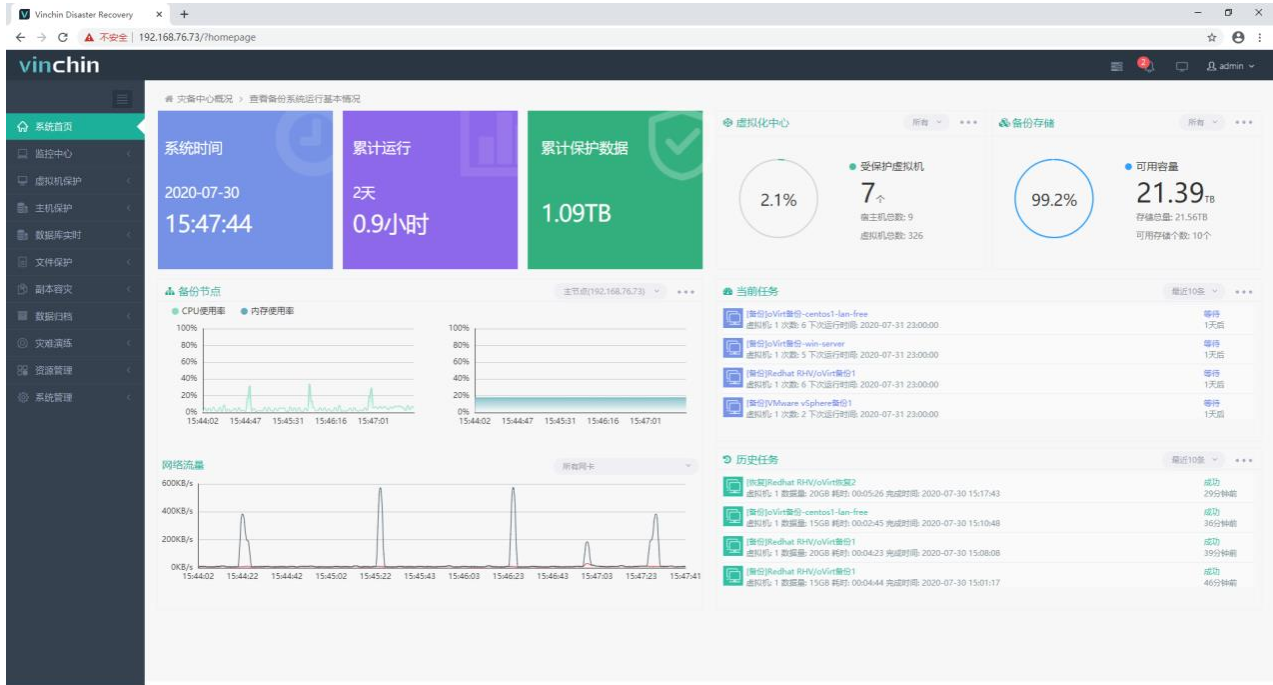 Vinchin Disaster Recovery
不安全 | 192.168.76.73/?homepage
vinchin
2
admin
灾备中心概况 > 查看备份系统运行基本情况
系统首页
监控中心
虚拟机保护
主机保护
数据库实时
文件保护
副本容灾
数据归档
灾难演练
资源管理
系统管理
系统时间
2020-07-30
15:47:44
累计运行
2天
0.9小时
累计保护数据
1.09TB
虚拟化中心
所有
2.1%
受保护虚拟机
7个
宿主机总数: 9
虚拟机总数: 326
备份存储
所有
99.2%
可用容量
21.39TB
存储总量: 21.56TB
可用存储个数: 10个
备份节点
主节点(192.168.76.73)
CPU使用率 内存使用率
100%
80%
60%
40%
20%
0%
15:44:02 15:44:47 15:45:31 15:46:16 15:47:01
100%
80%
60%
40%
20%
0%
15:44:02 15:44:47 15:45:31 15:46:16 15:47:01
网络流量
所有网卡
600KB/s
400KB/s
200KB/s
0KB/s
15:44:02 15:44:22 15:44:42 15:45:02 15:45:22 15:45:43 15:46:03 15:46:23 15:46:43 15:47:03 15:47:23 15:47:41
当前任务
最近10条
[备份]oVirt备份-centos1-lan-free 等待
虚拟机: 1 次数: 6 下次运行时间: 2020-07-31 23:00:00 1天后
[备份]oVirt备份-win-server 等待
虚拟机: 1 次数: 5 下次运行时间: 2020-07-31 23:00:00 1天后
[备份]Redhat RHV/oVirt备份1 等待
虚拟机: 1 次数: 6 下次运行时间: 2020-07-31 23:00:00 1天后
[备份]VMware vSphere备份1 等待
虚拟机: 1 次数: 2 下次运行时间: 2020-07-31 23:00:00 1天后
历史任务
最近10条
[恢复]Redhat RHV/oVirt恢复2 成功
虚拟机: 1 数据量: 20GB 耗时: 00:05:26 完成时间: 2020-07-30 15:17:43 29分钟前
[备份]oVirt备份-centos1-lan-free 成功
虚拟机: 1 数据量: 15GB 耗时: 00:02:45 完成时间: 2020-07-30 15:10:48 36分钟前
[备份]Redhat RHV/oVirt备份1 成功
虚拟机: 1 数据量: 20GB 耗时: 00:04:23 完成时间: 2020-07-30 15:08:08 39分钟前
[备份]Redhat RHV/oVirt备份1 成功
虚拟机: 1 数据量: 15GB 耗时: 00:04:44 完成时间: 2020-07-30 15:01:17 46分钟前